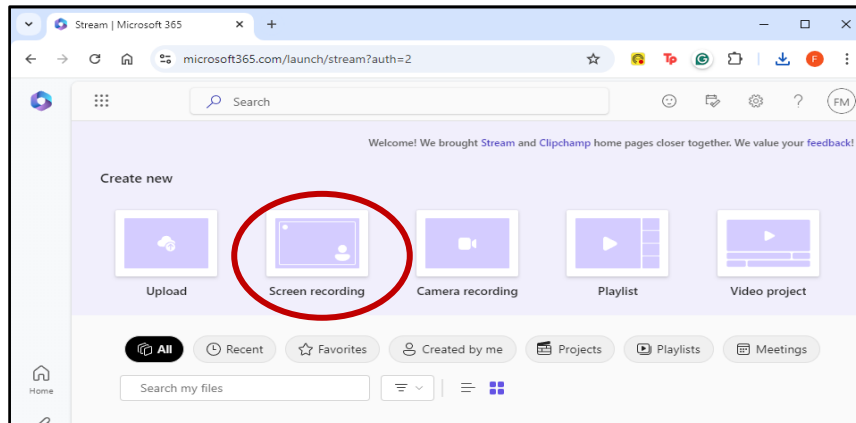 Stream | Microsoft 365
microsoft365.com/launch/stream?auth=2
Tp
F
Search
FM
Welcome! We brought Stream and Clipchamp home pages closer together. We value your feedback!
Create new
Upload
Screen recording
Camera recording
Playlist
Video project
All
Recent
Favorites
Created by me
Projects
Playlists
Meetings
Home
Search my files